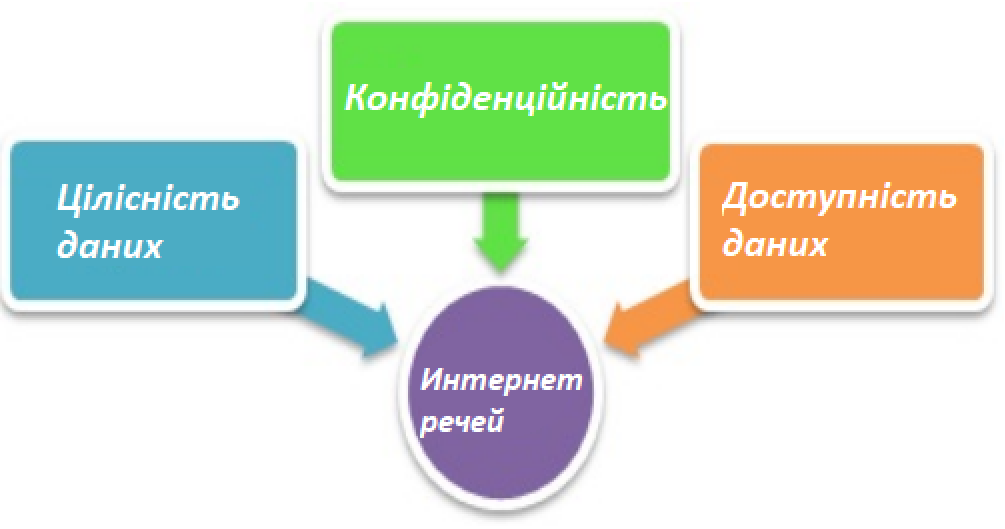 Конфіденційність
Цілісність
даних
Доступність
даних
Интернет
речей